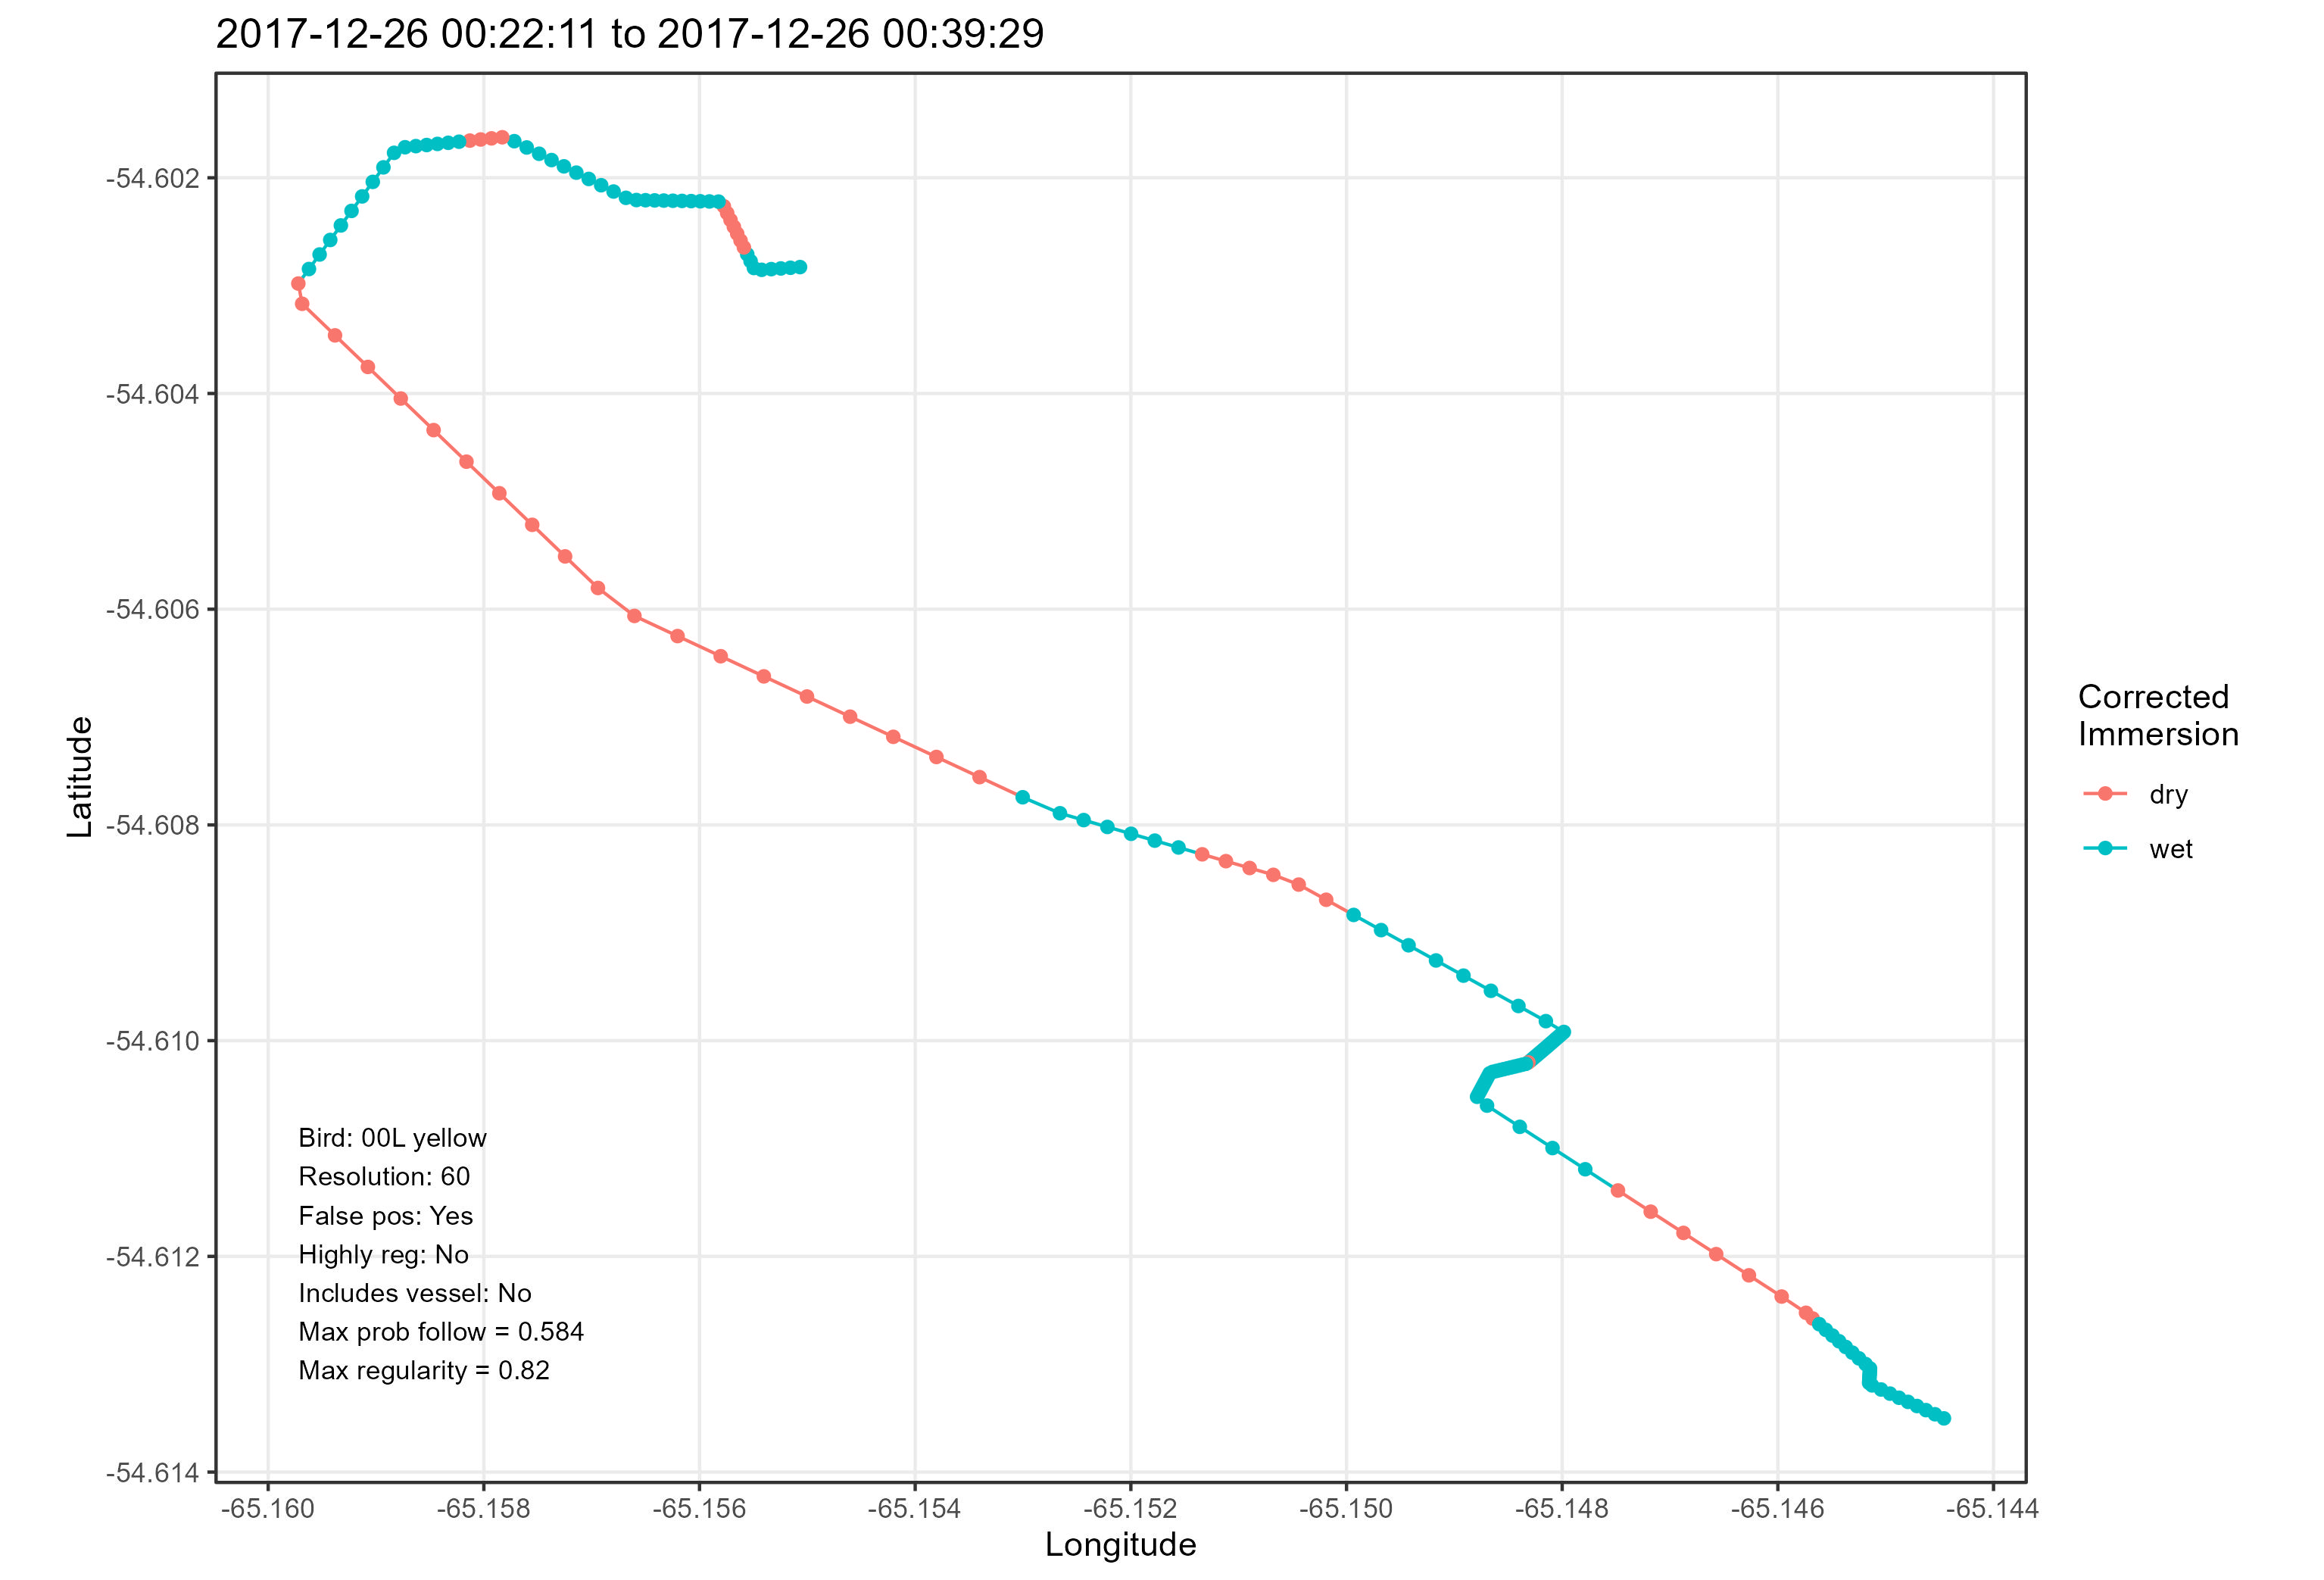 2017-12-26 00:22:11 to 2017-12-26 00:39:29
-54.602
-54.604
-54.606
-54.608
-54.610
-54.612
-54.614
Latitude
Bird: 00L yellow
Resolution: 60
False pos: Yes
Highly reg: No
Includes vessel: No
Max prob follow = 0.584
Max regularity = 0.82
-65.160 -65.158 -65.156 -65.154 -65.152 -65.150 -65.148 -65.146 -65.144
Longitude
Corrected
Immersion
dry
wet